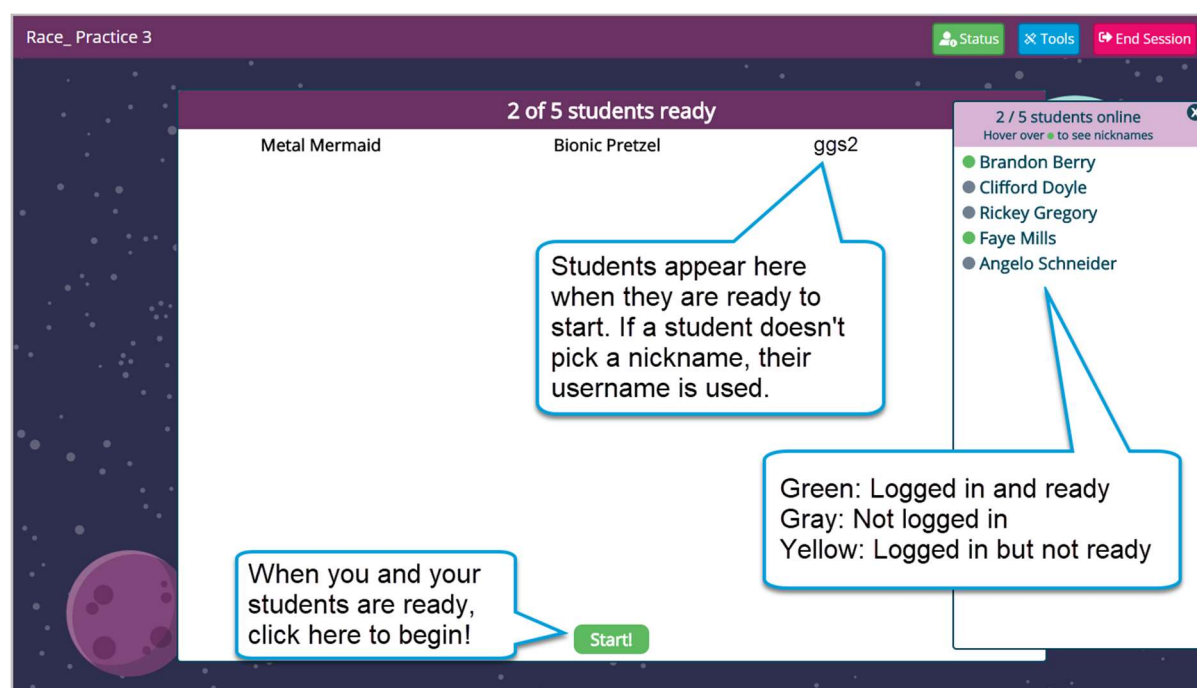 Race_ Practice 3
Status
Tools
End Session
2 of 5 students ready
Metal Mermaid
Bionic Pretzel
ggs2
2 / 5 students online
Hover over ● to see nicknames
Brandon Berry
Clifford Doyle
Rickey Gregory
Faye Mills
Angelo Schneider
Students appear here
when they are ready to
start. If a student doesn't
pick a nickname, their
username is used.
Green: Logged in and ready
Gray: Not logged in
Yellow: Logged in but not ready
When you and your
students are ready,
click here to begin!
Start!